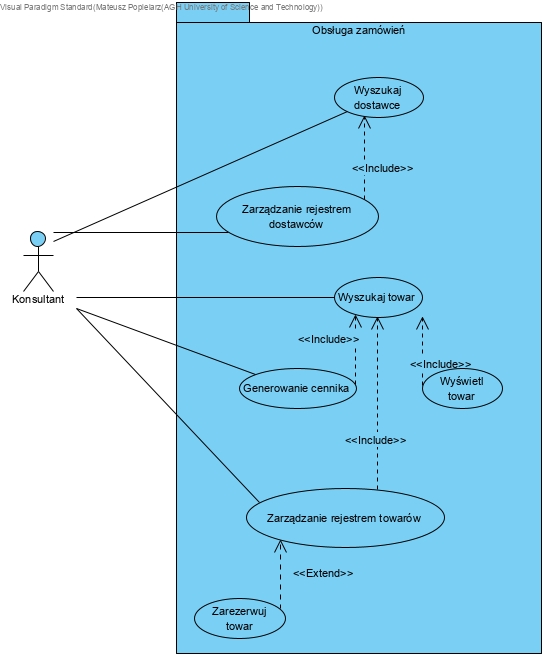 Visual Paradigm Standard(Mateusz Popielarz(AGH University of Science and Technology))
Obsługa zamówień
Wyszukaj
dostawce
<<Include>>
Zarządzanie rejestrem
dostawców
Konsultant
Wyszukaj towar
<<Include>>
<<Include>>
Generowanie cennika
Wyświetl
towar
<<Include>>
Zarządzanie rejestrem towarów
<<Extend>>
Zarezerwuj
towar